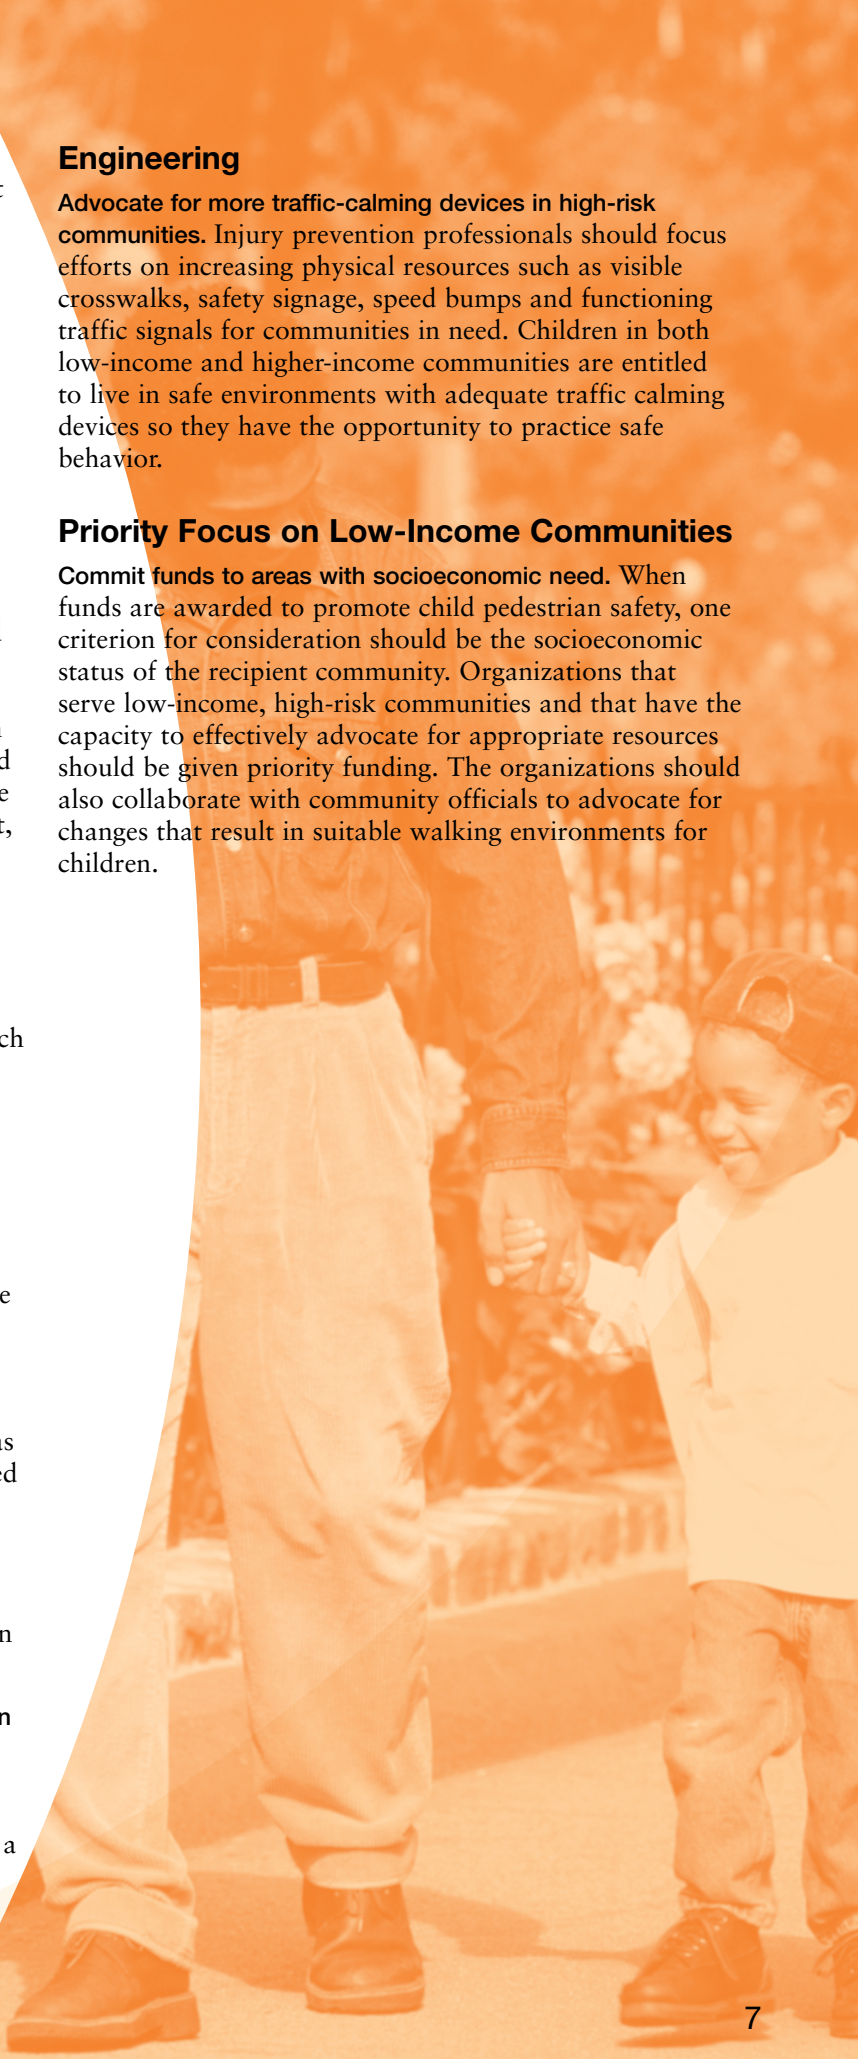 Engineering
Advocate for more traffic-calming devices in high-risk
communities. Injury prevention professionals should focus
efforts on increasing physical resources such as visible
crosswalks, safety signage, speed bumps and functioning
traffic signals for communities in need. Children in both
low-income and higher-income communities are entitled
to live in safe environments with adequate traffic calming
devices so they have the opportunity to practice safe
behavior.
Priority Focus on Low-Income Communities
Commit funds to areas with socioeconomic need. When
funds are awarded to promote child pedestrian safety, one
criterion for consideration should be the socioeconomic
status of the recipient community. Organizations that
serve low-income, high-risk communities and that have the
capacity to effectively advocate for appropriate resources
should be given priority funding. The organizations should
also collaborate with community officials to advocate for
changes that result in suitable walking environments for
children.
7